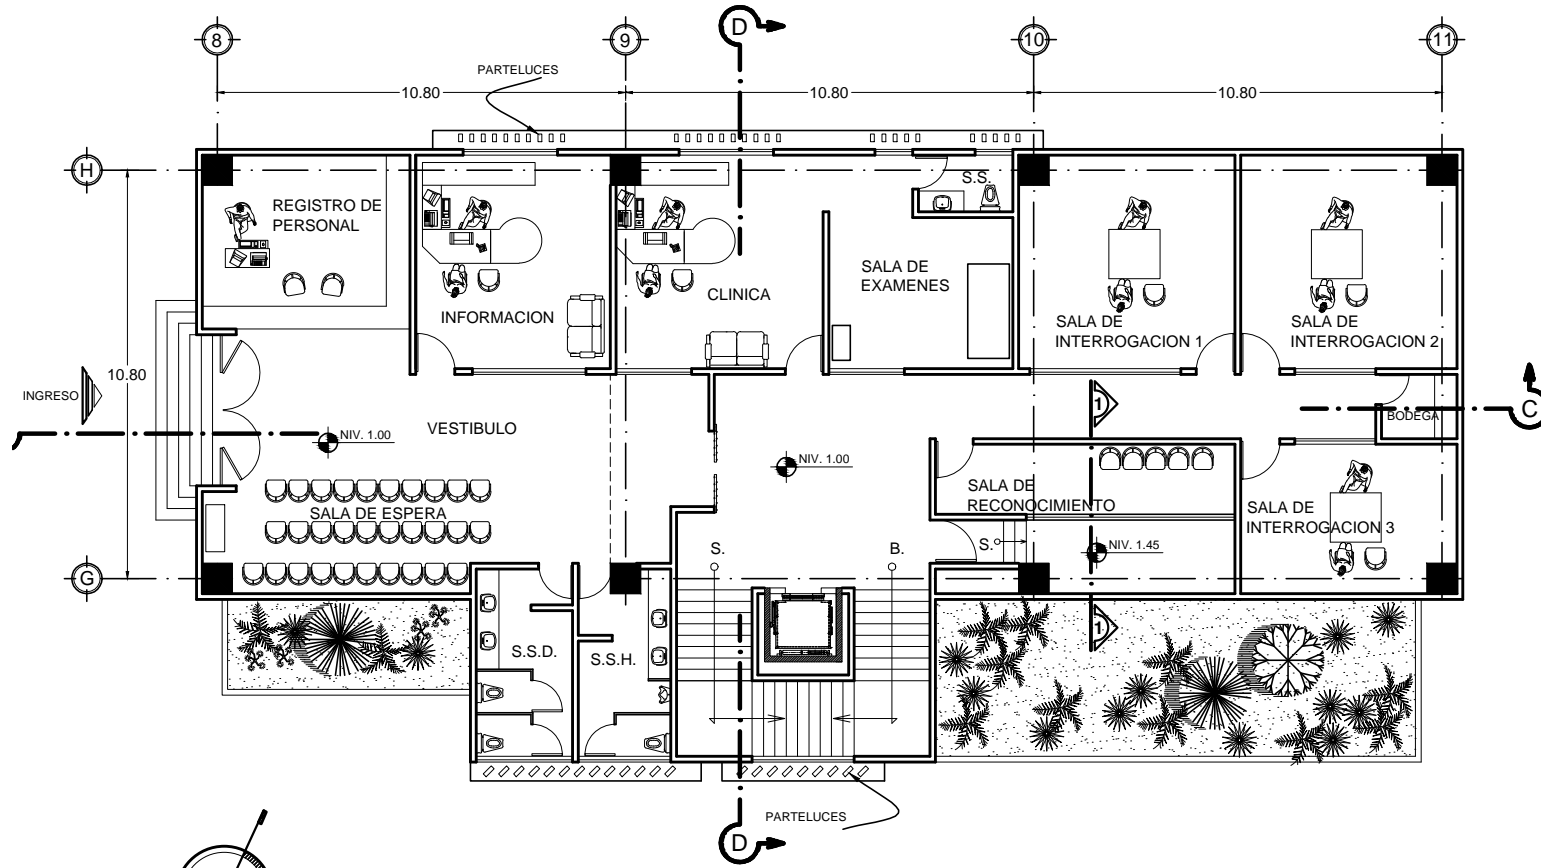 D
8
9
10
11
PARTELUCES
10.80
10.80
10.80
H
S.S.
REGISTRO DE
PERSONAL
SALA DE
EXAMENES
CLINICA
INFORMACION
SALA DE
INTERROGACION 1
SALA DE
INTERROGACION 2
10.80
INGRESO
1
C
BODEGA
VESTIBULO
NIV. 1.00
NIV. 1.00
SALA DE
RECONOCIMIENTO
SALA DE ESPERA
SALA DE
INTERROGACION 3
S.
B.
S.
NIV. 1.45
G
1
S.S.D.
S.S.H.
PARTELUCES
D